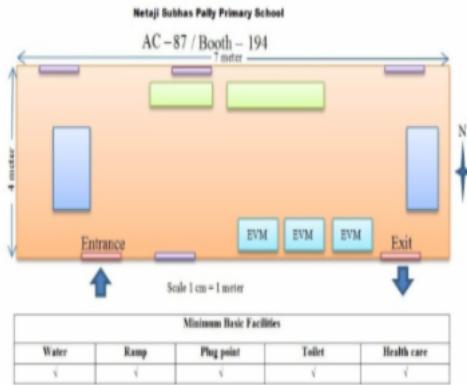 Netaji Subhas Pally Primary School
AC – 87 / Booth – 194
7 meter
4 meter
N
EVM EVM EVM
Entrance
Exit
Scale 1 cm = 1 meter
Minimum Basic Facilities
Water Ramp Plug point Toilet Health care
√ √ √ √ √